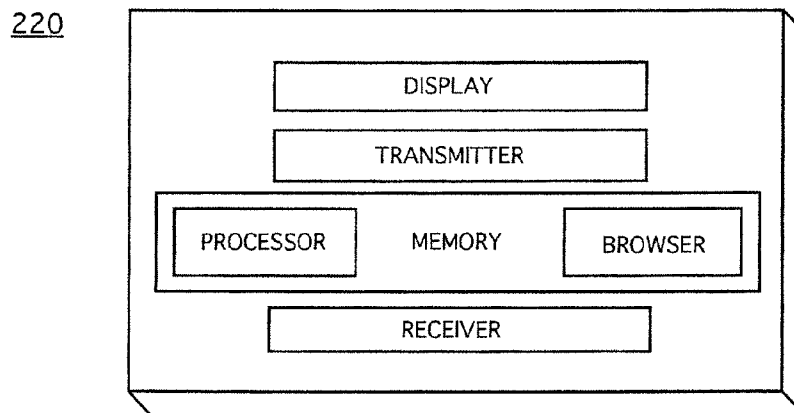 220
DISPLAY
TRANSMITTER
PROCESSOR MEMORY BROWSER
RECEIVER